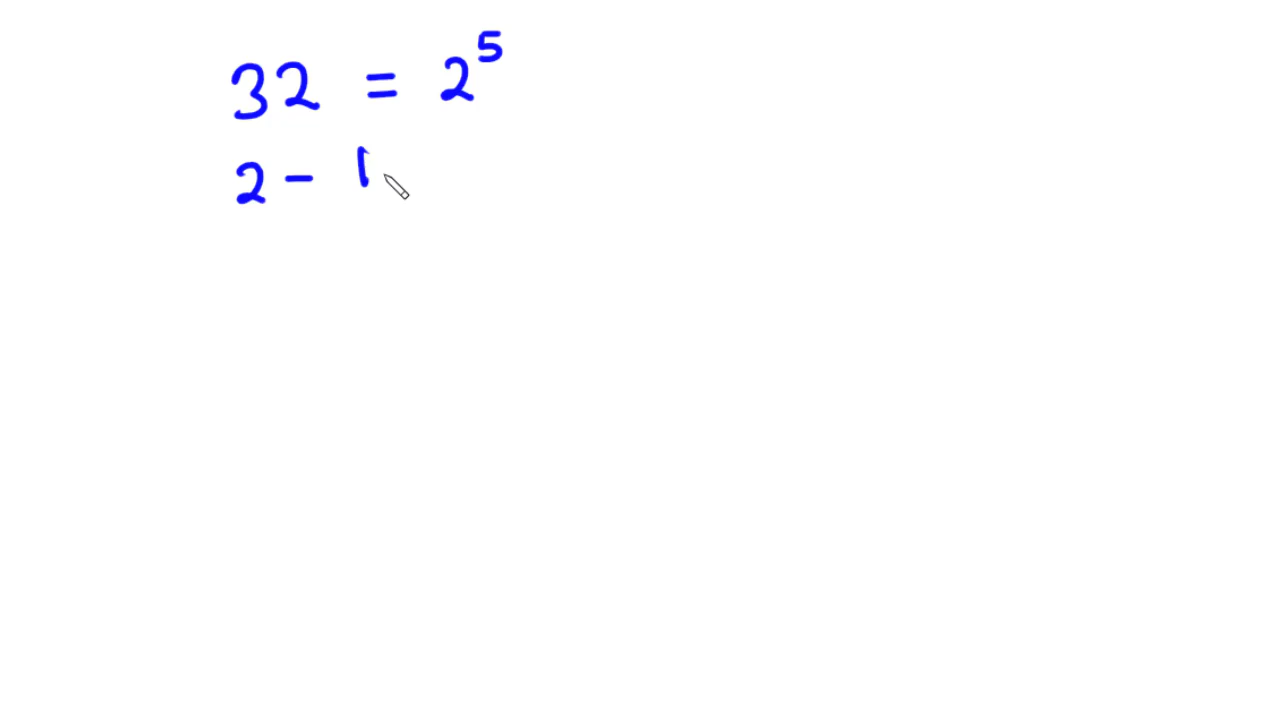 32 = 2⁵
2 - 1